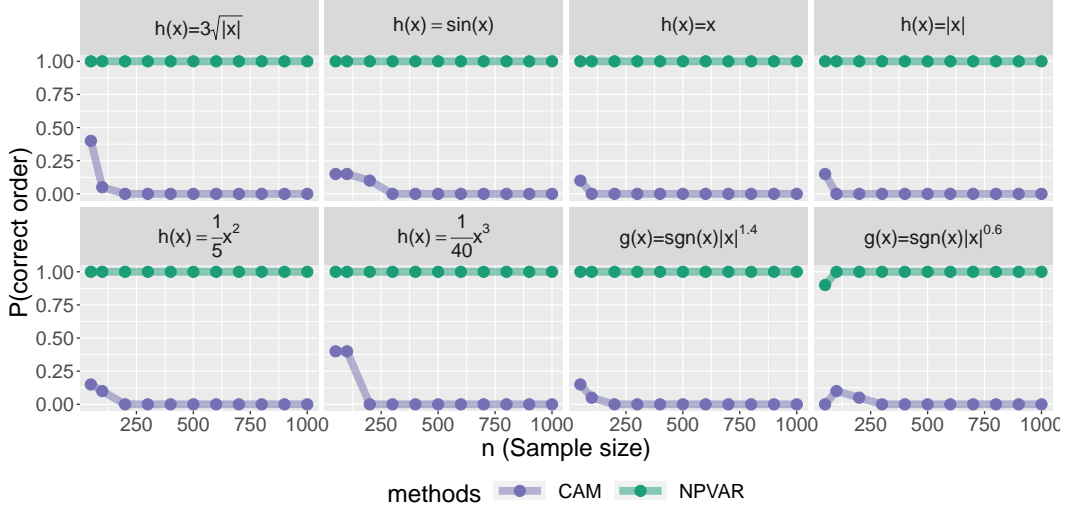 h(x)=3√|x|
h(x) = sin(x)
h(x)=x
h(x)=|x|
P(correct order)
1.00
0.75
0.50
0.25
0.00
h(x) = 1/5 x²
h(x) = 1/40 x³
g(x)=sgn(x)|x|^1.4
g(x)=sgn(x)|x|^0.6
1.00
0.75
0.50
0.25
0.00
250 500 750 1000 250 500 750 1000 250 500 750 1000 250 500 750 1000
n (Sample size)
methods CAM NPVAR